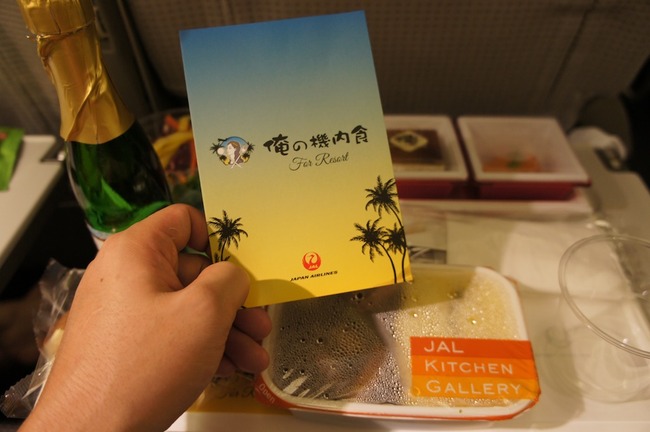 俺の機内食
For Resort
JAPAN AIRLINES
JAL
KITCHEN
GALLERY